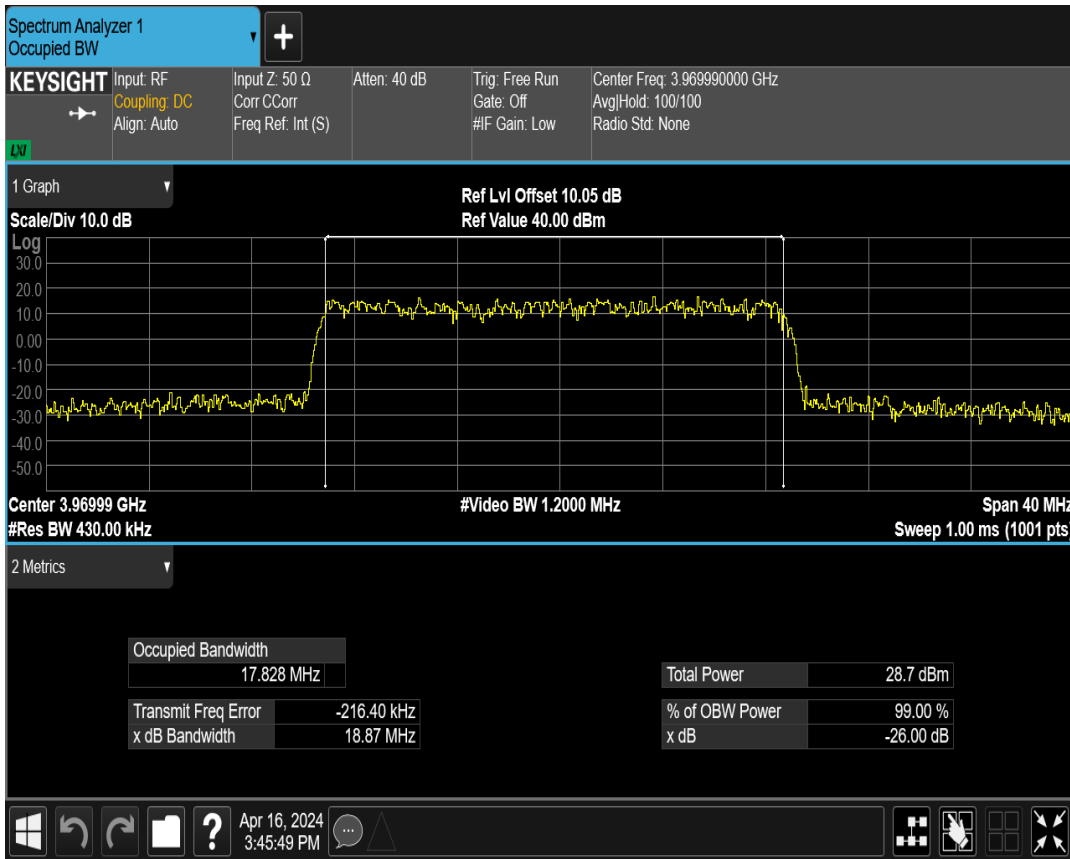 Spectrum Analyzer 1
Occupied BW
+
KEYSIGHT
LXI
Input: RF
Coupling: DC
Align: Auto
Input Z: 50 Ω
Corr CCorr
Freq Ref: Int (S)
Atten: 40 dB
Trig: Free Run
Gate: Off
#IF Gain: Low
Center Freq: 3.969990000 GHz
Avg|Hold: 100/100
Radio Std: None
1 Graph
Ref Lvl Offset 10.05 dB
Scale/Div 10.0 dB
Ref Value 40.00 dBm
Log
30.0
20.0
10.0
0.00
-10.0
-20.0
-30.0
-40.0
-50.0
Center 3.96999 GHz
#Video BW 1.2000 MHz
Span 40 MHz
#Res BW 430.00 kHz
Sweep 1.00 ms (1001 pts)
2 Metrics
Occupied Bandwidth
17.828 MHz
Total Power 28.7 dBm
Transmit Freq Error -216.40 kHz
% of OBW Power 99.00 %
x dB Bandwidth 18.87 MHz
x dB -26.00 dB
?
Apr 16, 2024
3:45:49 PM